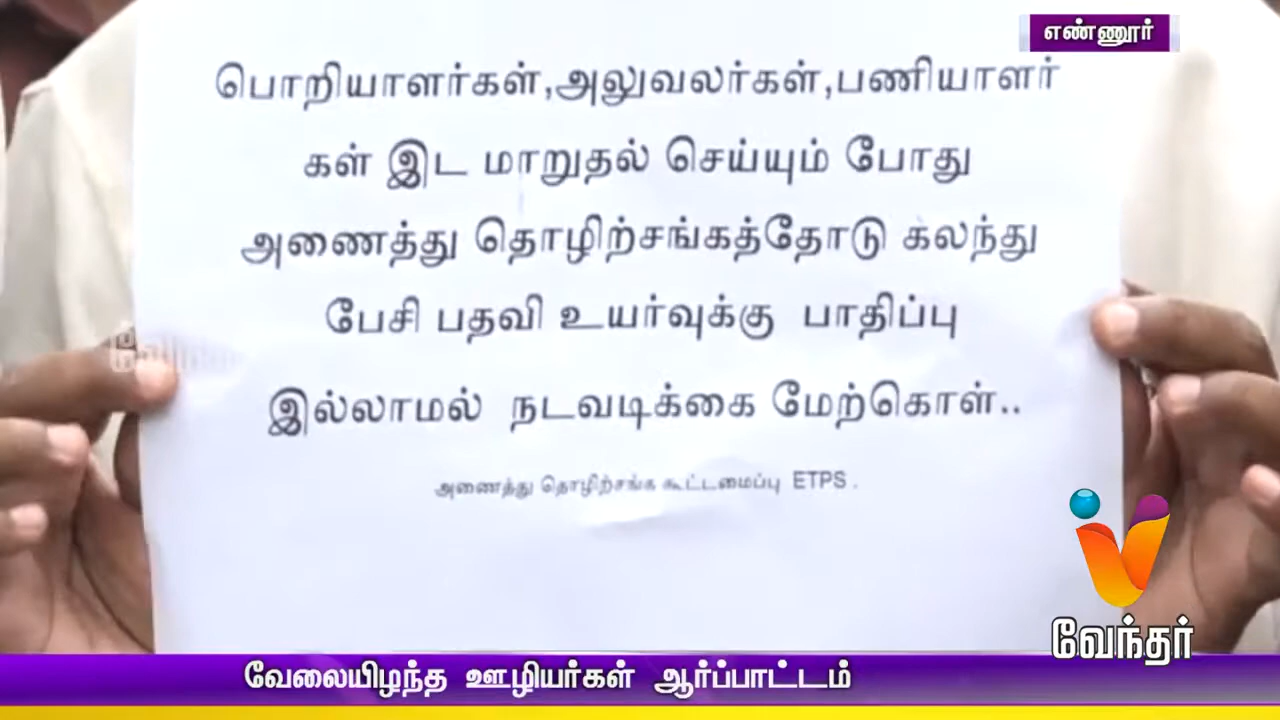 எண்ணூர்
பொறியாளர்கள்,அலுவலர்கள்,பணியாளர்
கள் இட மாறுதல் செய்யும் போது
அணைத்து தொழிற்சங்கத்தோடு கலந்து
பேசி பதவி உயர்வுக்கு பாதிப்பு
இல்லாமல் நடவடிக்கை மேற்கொள்..
அணைத்து தொழிற்சங்க கூட்டமைப்பு ETPS .
வேந்தர்
வேலையிழந்த ஊழியர்கள் ஆர்ப்பாட்டம்